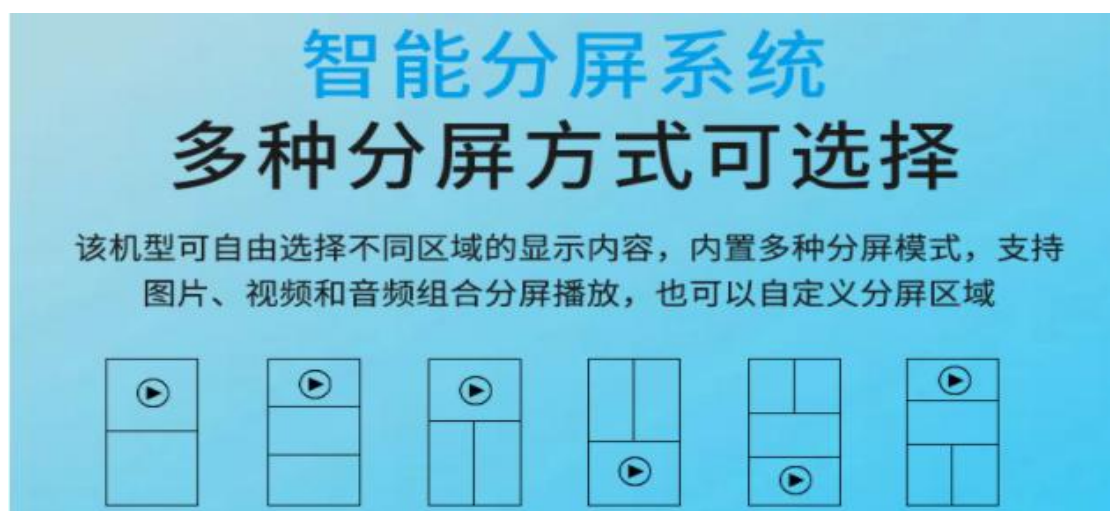 智能分屏系统
多种分屏方式可选择
该机型可自由选择不同区域的显示内容，内置多种分屏模式，支持
图片、视频和音频组合分屏播放，也可以自定义分屏区域